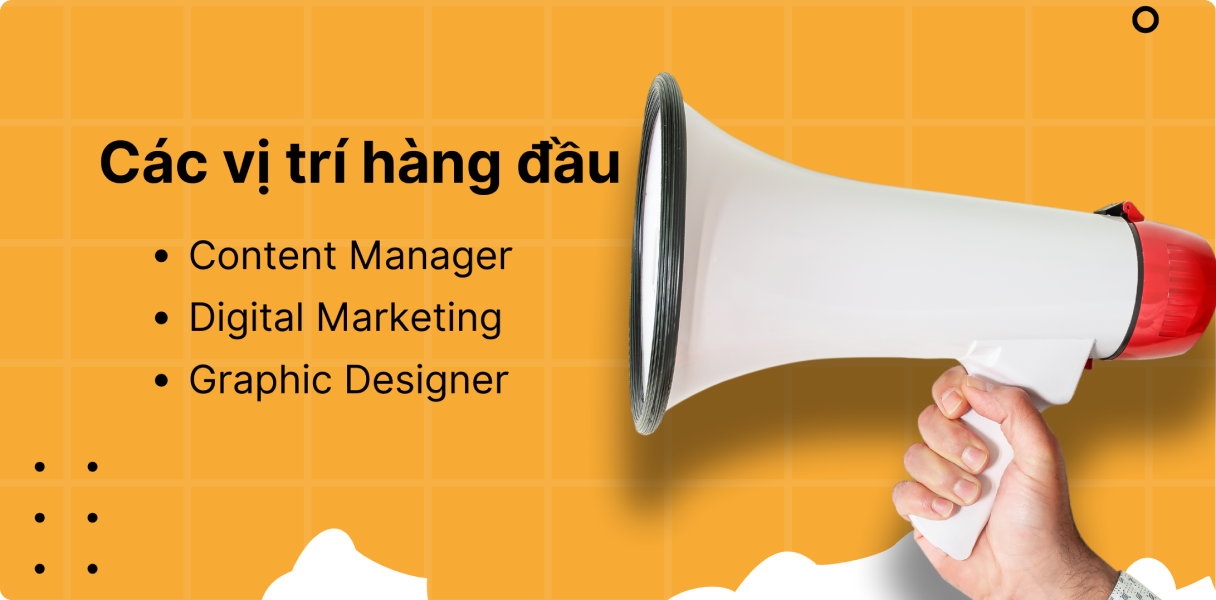 Các vị trí hàng đầu
• Content Manager
• Digital Marketing
• Graphic Designer